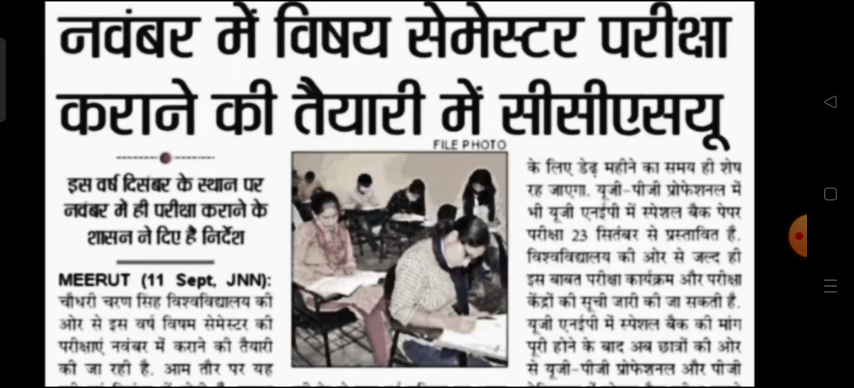 नवंबर में विषय सेमेस्टर परीक्षा
कराने की तैयारी में सीसीएसयू
इस वर्ष दिसंबर के स्थान पर
नवंबर में ही परीक्षा कराने के
शासन ने दिए है निर्देश
MEERUT (11 Sept, JNN):
चौधरी चरण सिंह विश्वविद्यालय की
ओर से इस वर्ष विषम सेमेस्टर की
परीक्षाएं नवंबर में कराने की तैयारी
की जा रही है. आम तौर पर यह
FILE PHOTO
के लिए डेढ़ महीने का समय ही शेष
रह जाएगा. यूजी-पीजी प्रोफेशनल में
भी यूजी एनईपी में स्पेशल बैक पेपर
परीक्षा 23 सितंबर से प्रस्तावित है.
विश्वविद्यालय की ओर से जल्द ही
इस बाबत परीक्षा कार्यक्रम और परीक्षा
केंद्रों की सूची जारी की जा सकती है.
यूजी एनईपी में स्पेशल बैक की मांग
पूरी होने के बाद अब छात्रों की ओर
से यूजी-पीजी प्रोफेशनल और पीजी